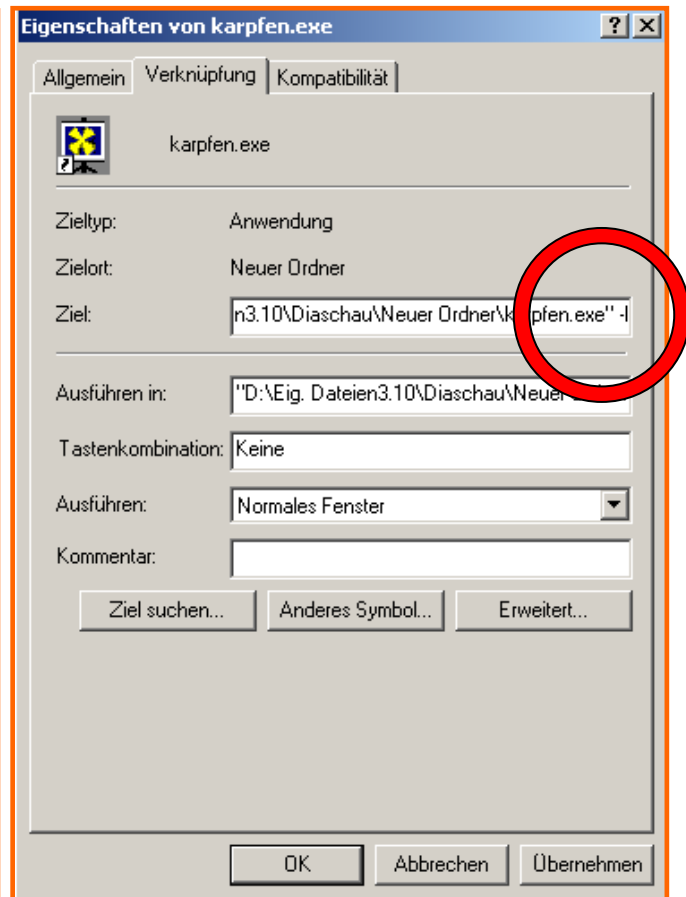 Eigenschaften von karpfen.exe
Allgemein Verknüpfung Kompatibilität
karpfen.exe
Zieltyp: Anwendung
Zielort: Neuer Ordner
Ziel: n3.10\Diaschau\Neuer Ordner\k pfen.exe" -l
Ausführen in: "D:\Eig. Dateien3.10\Diaschau\Neuer
Tastenkombination: Keine
Ausführen: Normales Fenster
Kommentar:
Ziel suchen... Anderes Symbol... Erweitert...
OK Abbrechen Übernehmen